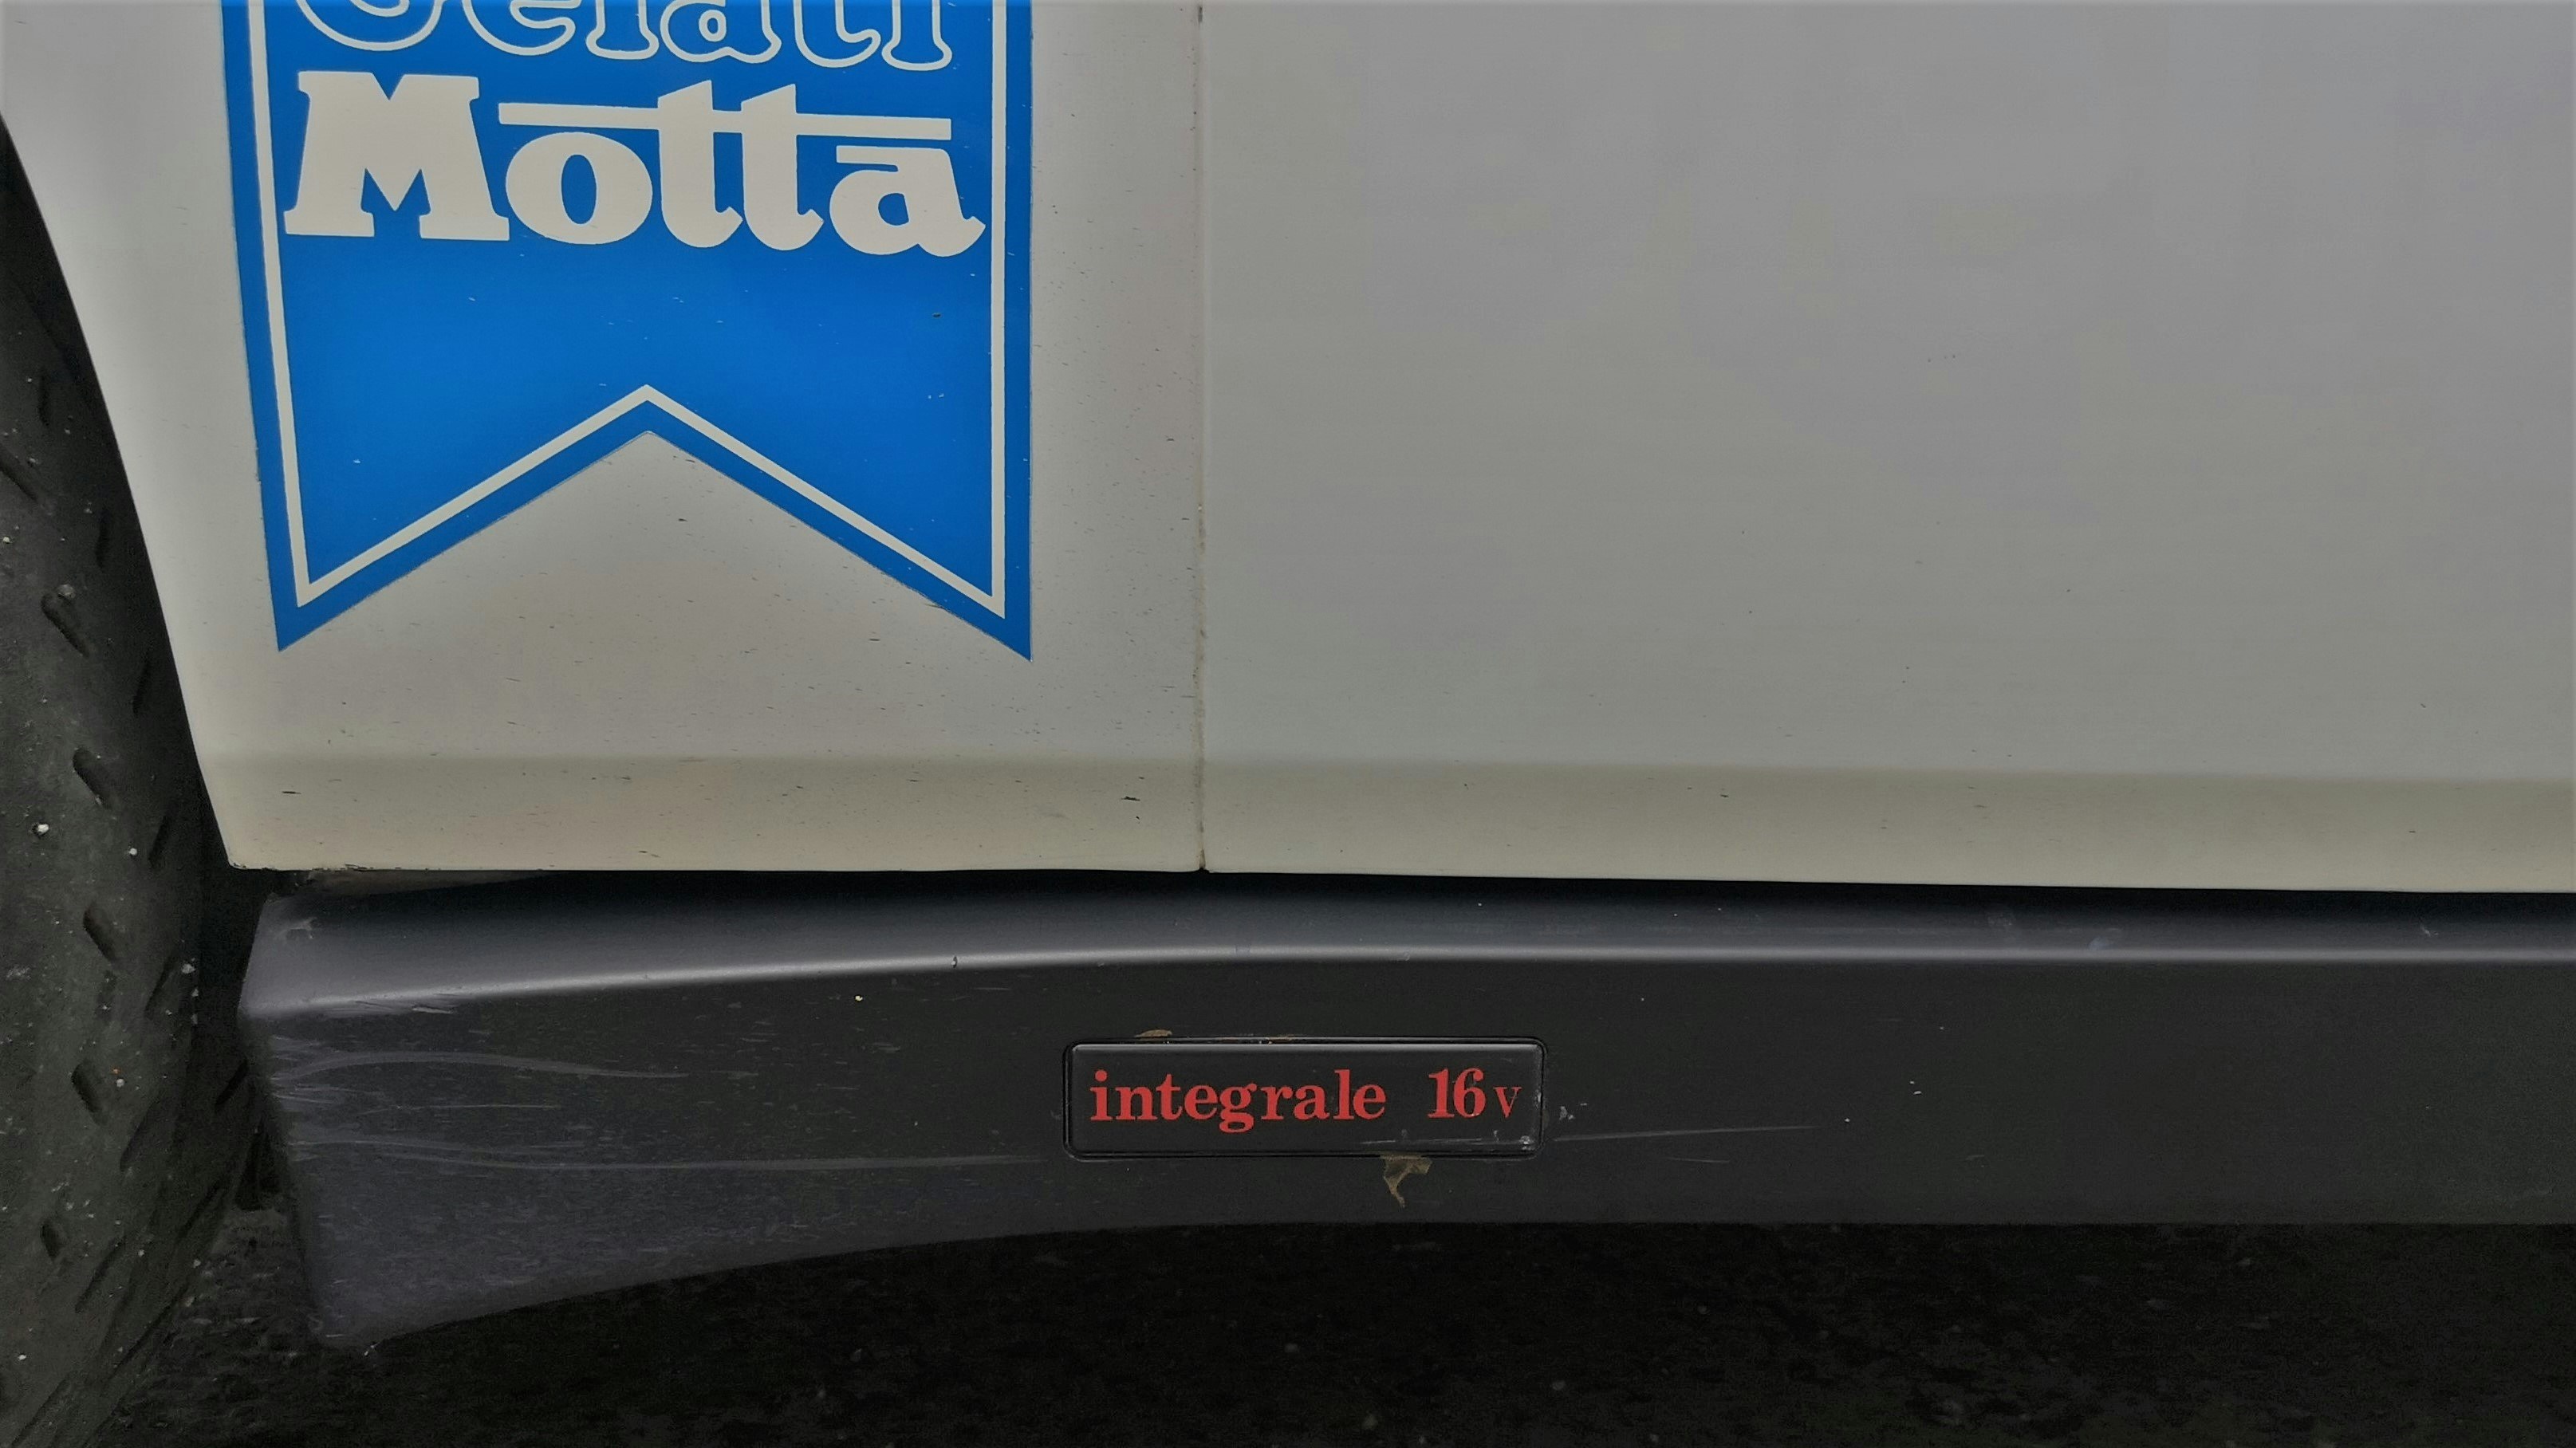 Gelati
Motta
integrale 16v